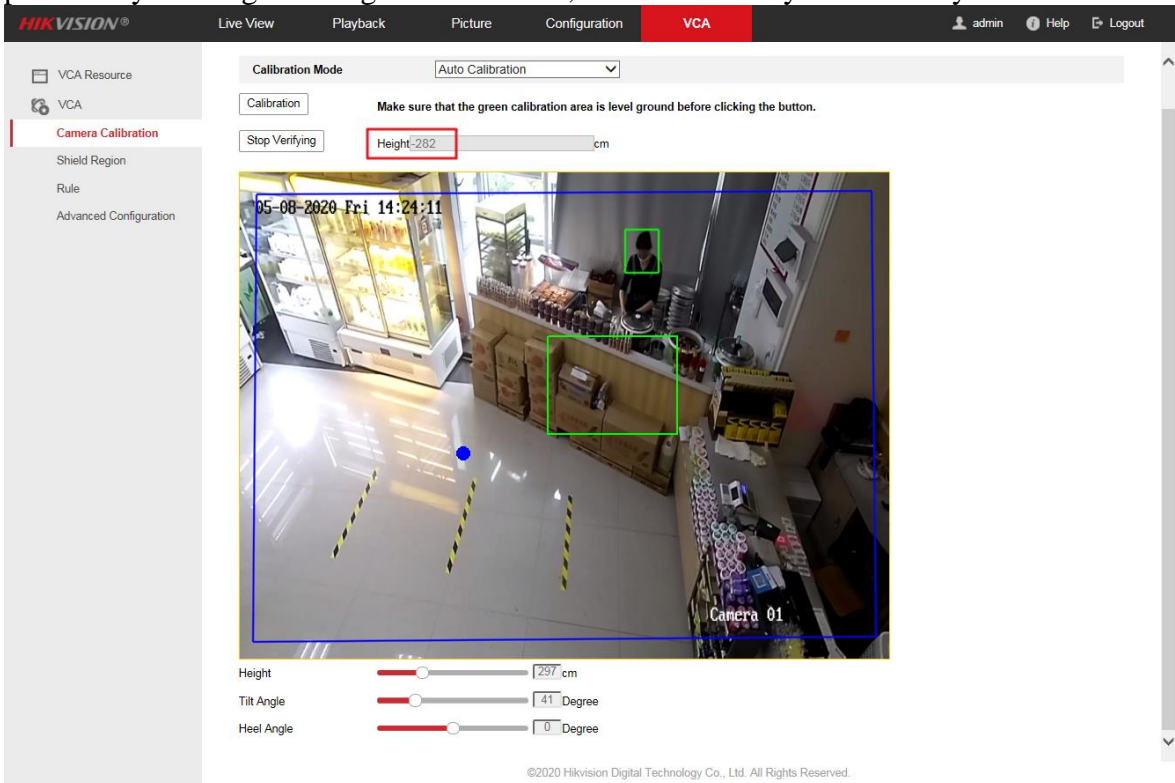 HIKVISION® Live View Playback Picture Configuration VCA admin Help Logout
VCA Resource
VCA
Camera Calibration
Shield Region
Rule
Advanced Configuration
Calibration Mode Auto Calibration
Calibration Make sure that the green calibration area is level ground before clicking the button.
Stop Verifying Height -282 cm
05-08-2020 Fri 14:24:11
Camera 01
Height 297 cm
Tilt Angle 41 Degree
Heel Angle 0 Degree
©2020 Hikvision Digital Technology Co., Ltd. All Rights Reserved.